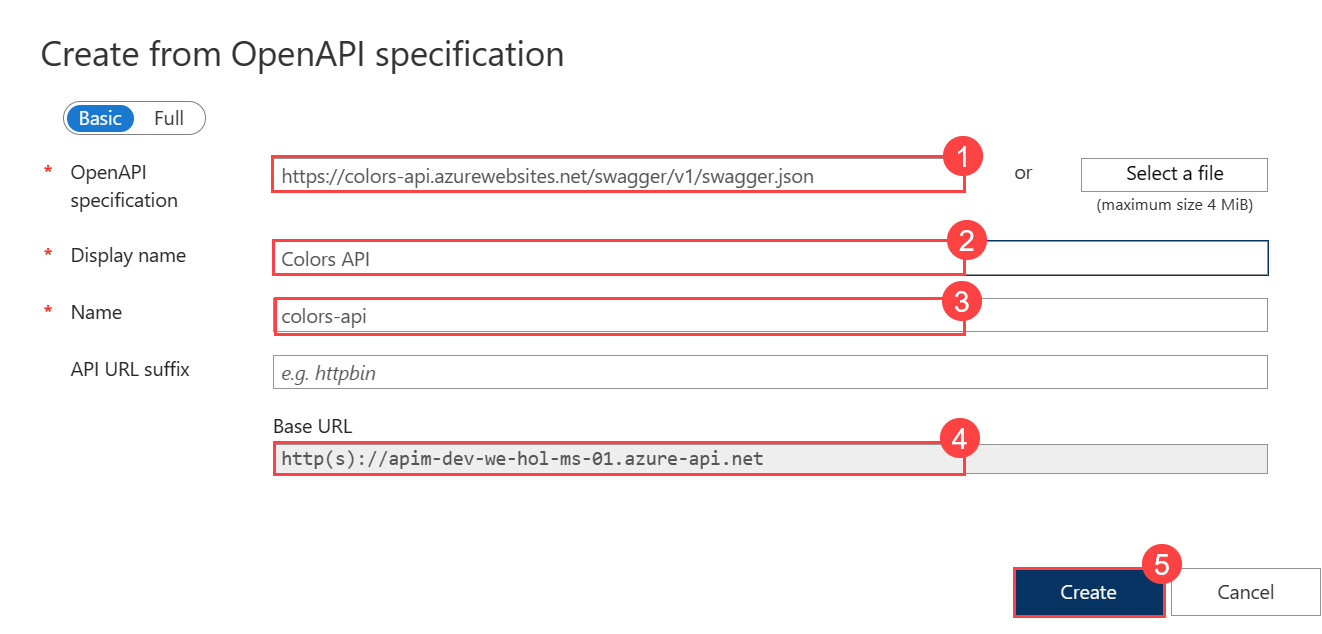 Create from OpenAPI specification
Basic Full
* OpenAPI specification
https://colors-api.azurewebsites.net/swagger/v1/swagger.json
1
or
Select a file
(maximum size 4 MiB)
* Display name
Colors API
2
* Name
colors-api
3
API URL suffix
e.g. httpbin
Base URL
http(s)://apim-dev-we-hol-ms-01.azure-api.net
4
Create
5
Cancel